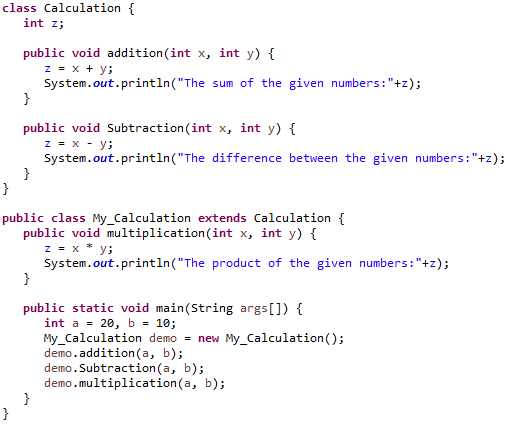 class Calculation {
   int z;

   public void addition(int x, int y) {
      z = x + y;
      System.out.println("The sum of the given numbers:"+z);
   }

   public void Subtraction(int x, int y) {
      z = x - y;
      System.out.println("The difference between the given numbers:"+z);
   }
}

public class My_Calculation extends Calculation {
   public void multiplication(int x, int y) {
      z = x * y;
      System.out.println("The product of the given numbers:"+z);
   }

   public static void main(String args[]) {
      int a = 20, b = 10;
      My_Calculation demo = new My_Calculation();
      demo.addition(a, b);
      demo.Subtraction(a, b);
      demo.multiplication(a, b);
   }
}